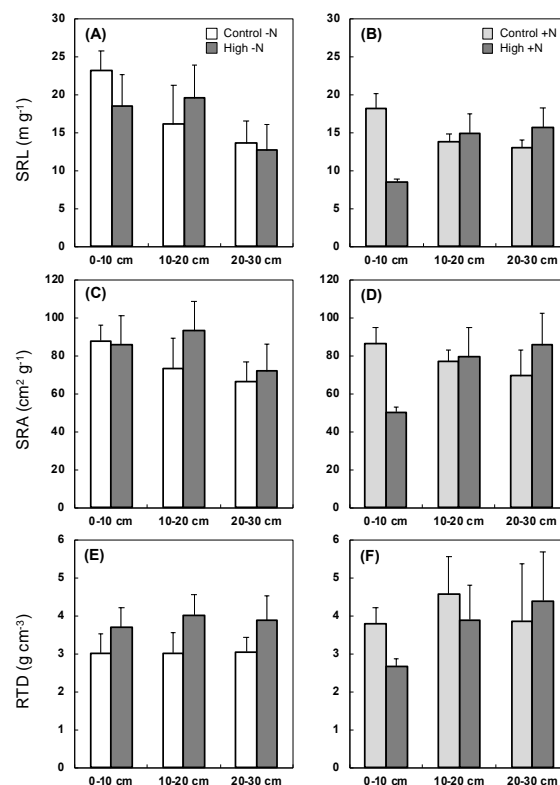 (A)
Control -N
High -N
SRL (m g-1)
30
25
20
15
10
5
0
0-10 cm 10-20 cm 20-30 cm
(B)
Control +N
High +N
30
25
20
15
10
5
0
0-10 cm 10-20 cm 20-30 cm
(C)
SRA (cm² g-1)
120
100
80
60
40
20
0
0-10 cm 10-20 cm 20-30 cm
(D)
120
100
80
60
40
20
0
0-10 cm 10-20 cm 20-30 cm
(E)
RTD (g cm-3)
6
5
4
3
2
1
0
0-10 cm 10-20 cm 20-30 cm
(F)
6
5
4
3
2
1
0
0-10 cm 10-20 cm 20-30 cm